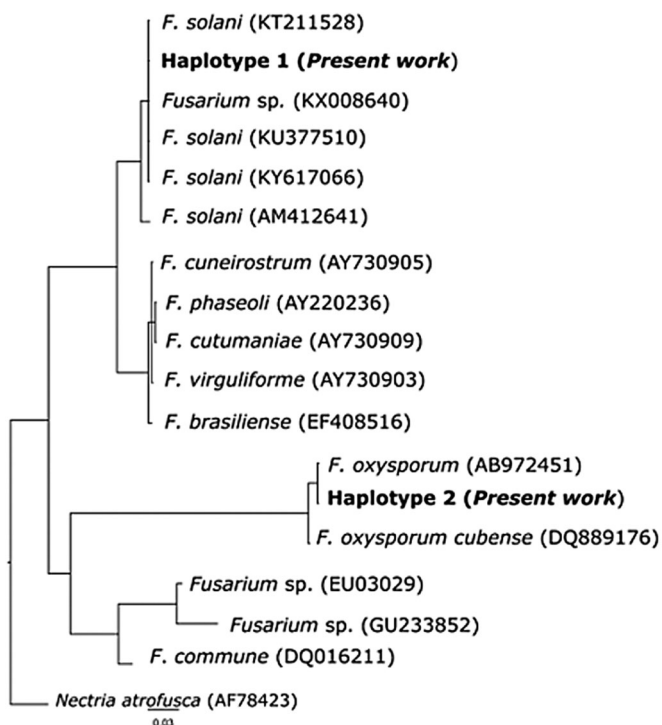 F. solani (KT211528)
Haplotype 1 (Present work)
Fusarium sp. (KX008640)
F. solani (KU377510)
F. solani (KY617066)
F. solani (AM412641)
F. cuneirostrum (AY730905)
F. phaseoli (AY220236)
F. cutumaniae (AY730909)
F. virguliforme (AY730903)
F. brasiliense (EF408516)
F. oxysporum (AB972451)
Haplotype 2 (Present work)
F. oxysporum cubense (DQ889176)
Fusarium sp. (EU03029)
Fusarium sp. (GU233852)
F. commune (DQ016211)
Nectria atrofusca (AF78423)
0.03